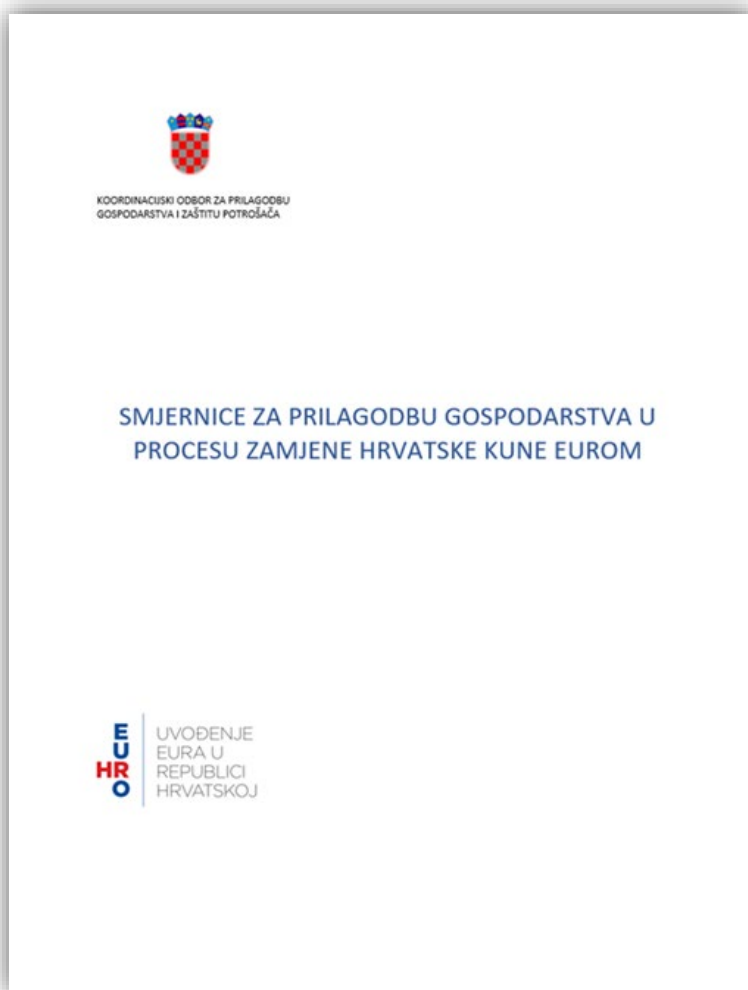 KOORDINACIJSKI ODBOR ZA PRILAGODBU
GOSPODARSTVA I ZAŠTITU POTROŠAČA
SMJERNICE ZA PRILAGODBU GOSPODARSTVA U
PROCESU ZAMJENE HRVATSKE KUNE EUROM
E
U
HR
O
UVOĐENJE
EURA U
REPUBLICI
HRVATSKOJ